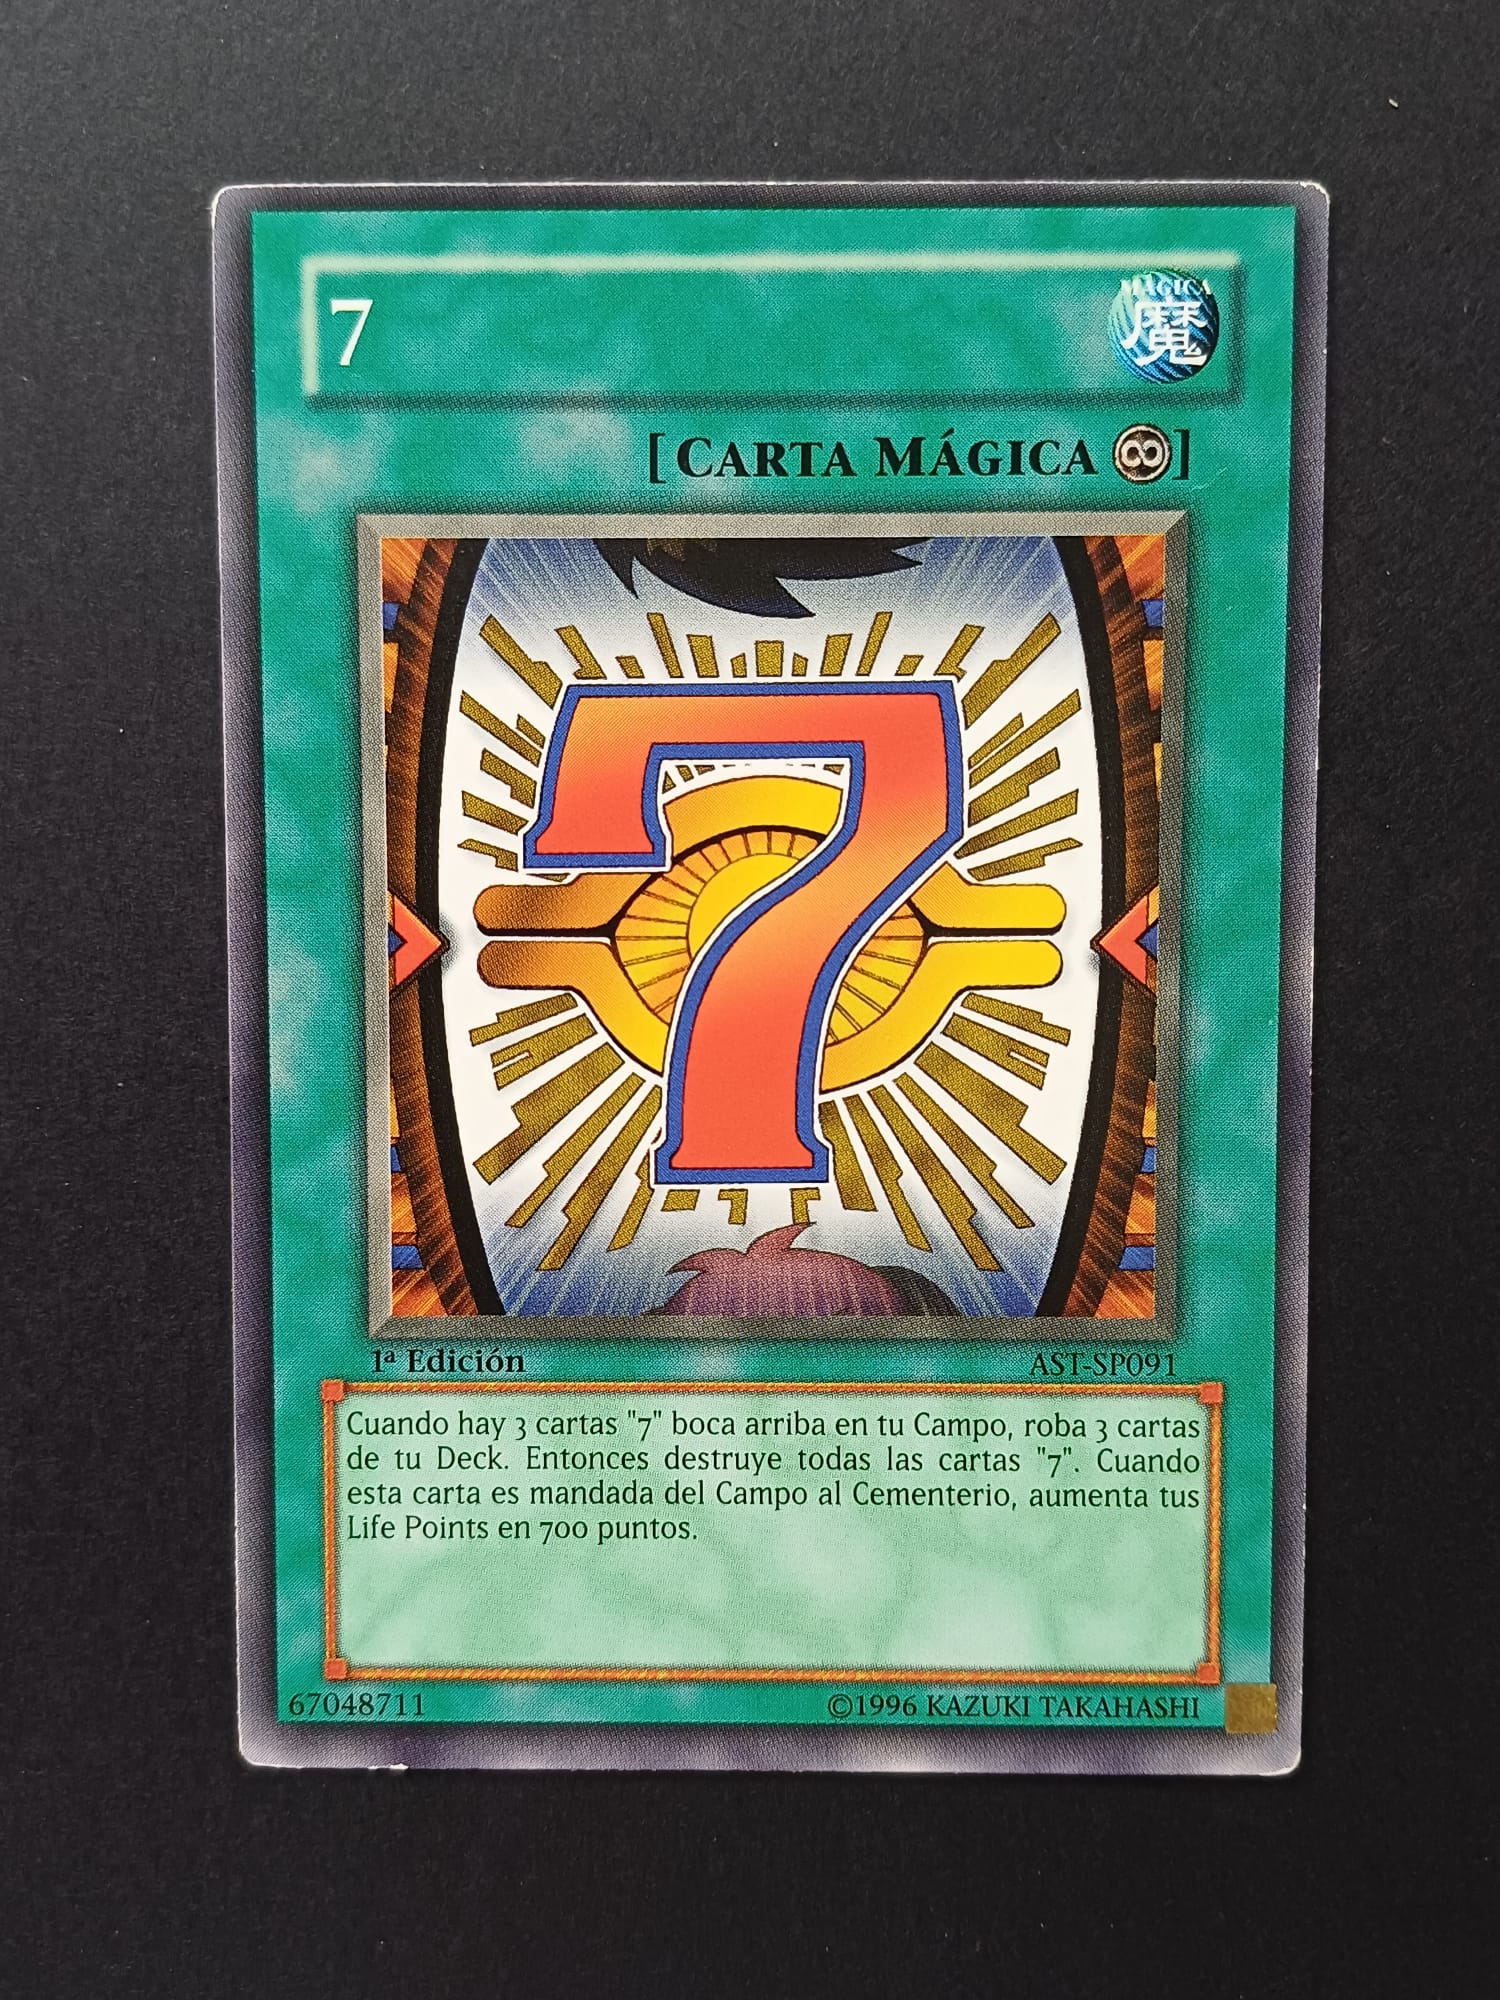 7
MÁGICA
魔
[CARTA MÁGICA ]
7
1ª Edición
AST-SP091
Cuando hay 3 cartas "7" boca arriba en tu Campo, roba 3 cartas
de tu Deck. Entonces destruye todas las cartas "7". Cuando
esta carta es mandada del Campo al Cementerio, aumenta tus
Life Points en 700 puntos.
67048711
©1996 KAZUKI TAKAHASHI